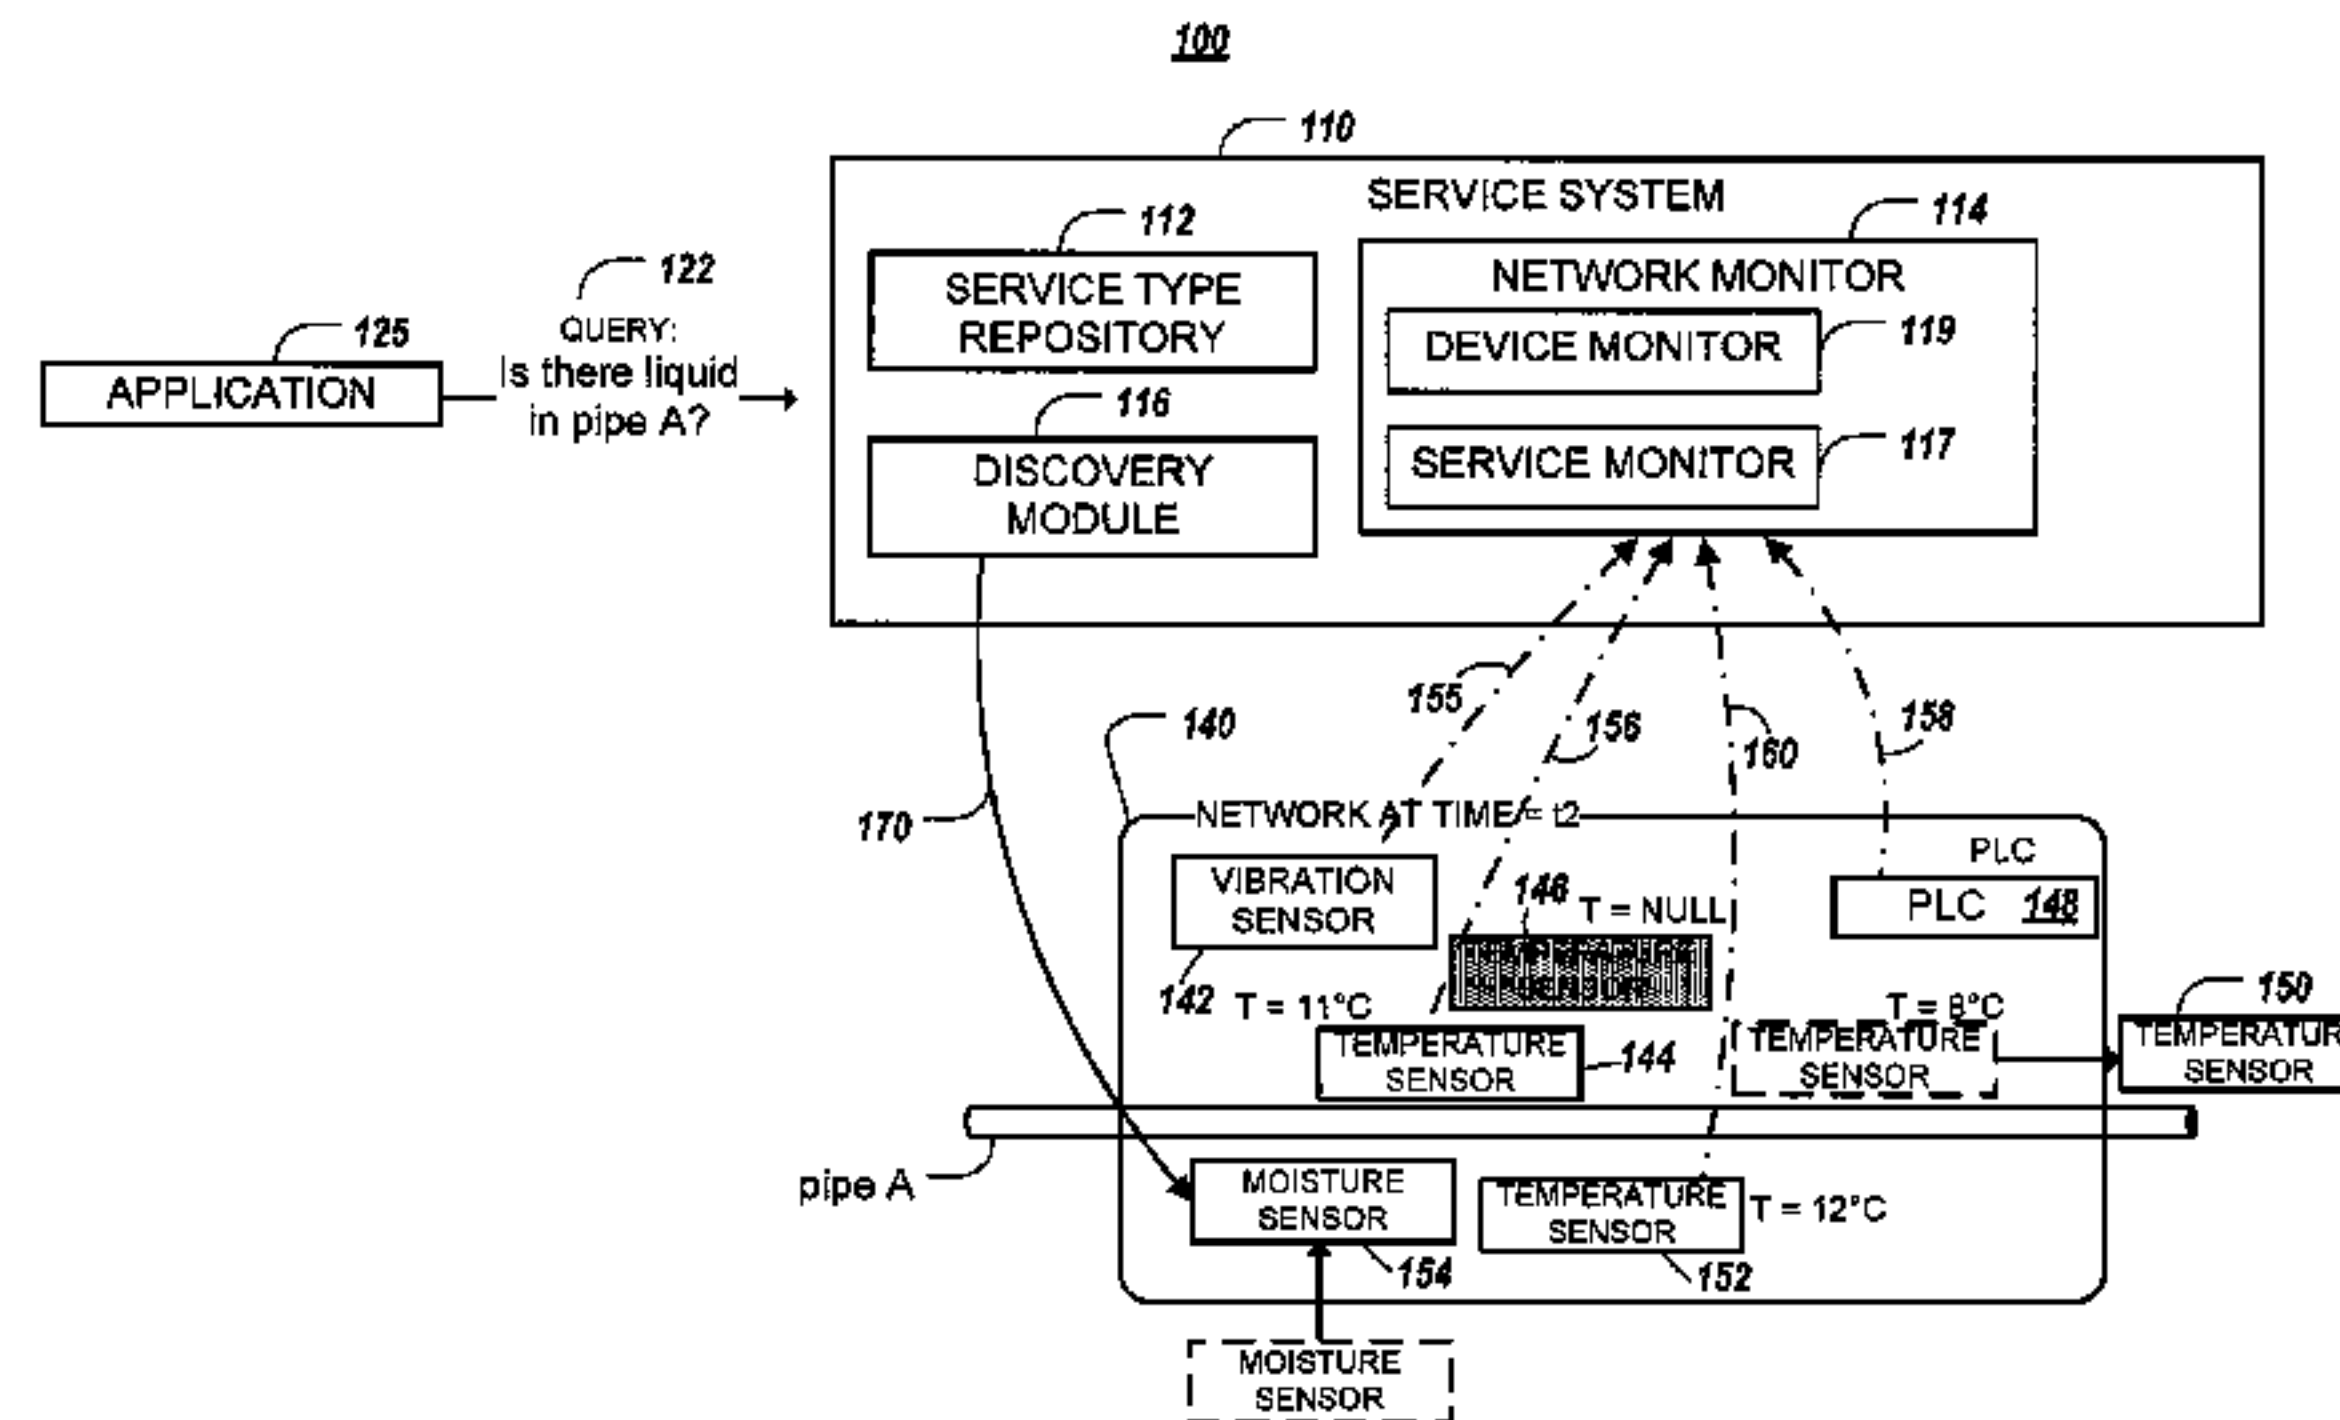 100
110
SERVICE SYSTEM
112
114
SERVICE TYPE
REPOSITORY
NETWORK MONITOR
122
QUERY:
Is there liquid
in pipe A?
125
APPLICATION
DEVICE MONITOR
119
116
DISCOVERY
MODULE
SERVICE MONITOR
117
155
156
160
158
140
170
NETWORK AT TIME = t2
PLC
VIBRATION
SENSOR
146
T = NULL
PLC 148
142
T = 11°C
T = 8°C
150
TEMPERATURE
SENSOR
144
TEMPERATURE
SENSOR
TEMPERATUR
SENSOR
pipe A
MOISTURE
SENSOR
TEMPERATURE
SENSOR
T = 12°C
154
152
MOISTURE
SENSOR